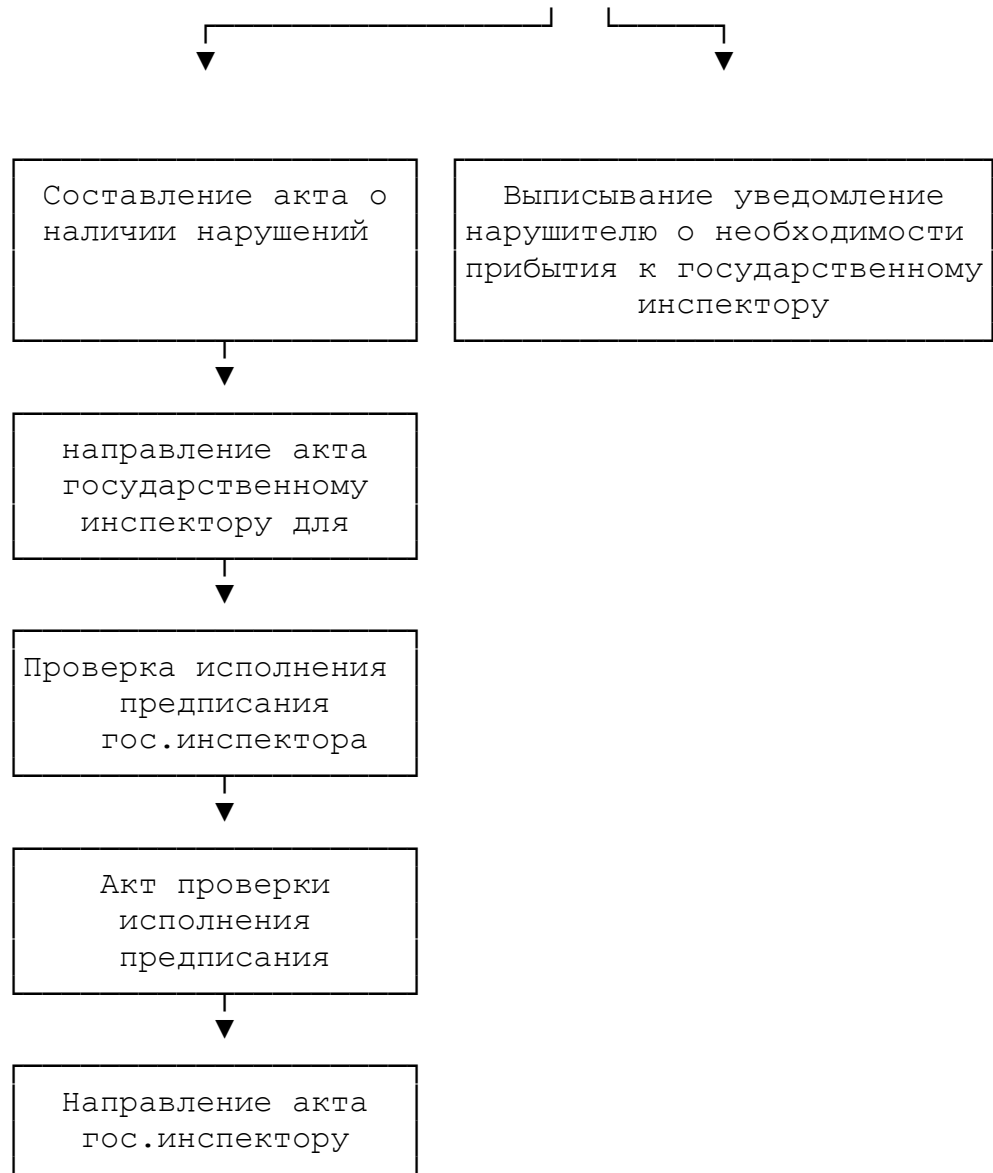 Составление акта о
наличии нарушений
Выписывание уведомление
нарушителю о необходимости
прибытия к государственному
инспектору
направление акта
государственному
инспектору для
Проверка исполнения
предписания
гос.инспектора
Акт проверки
исполнения
предписания
Направление акта
гос.инспектору